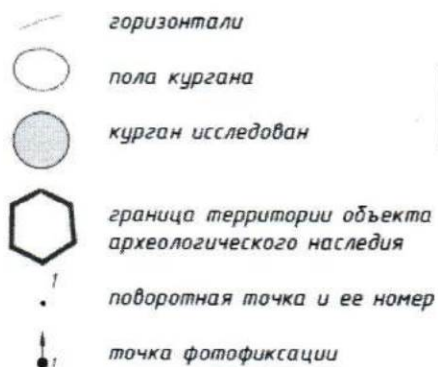 горизонтали
пола кургана
курган исследован
граница территории объекта
археологического наследия
1
поворотная точка и ее номер
1
точка фотофиксации